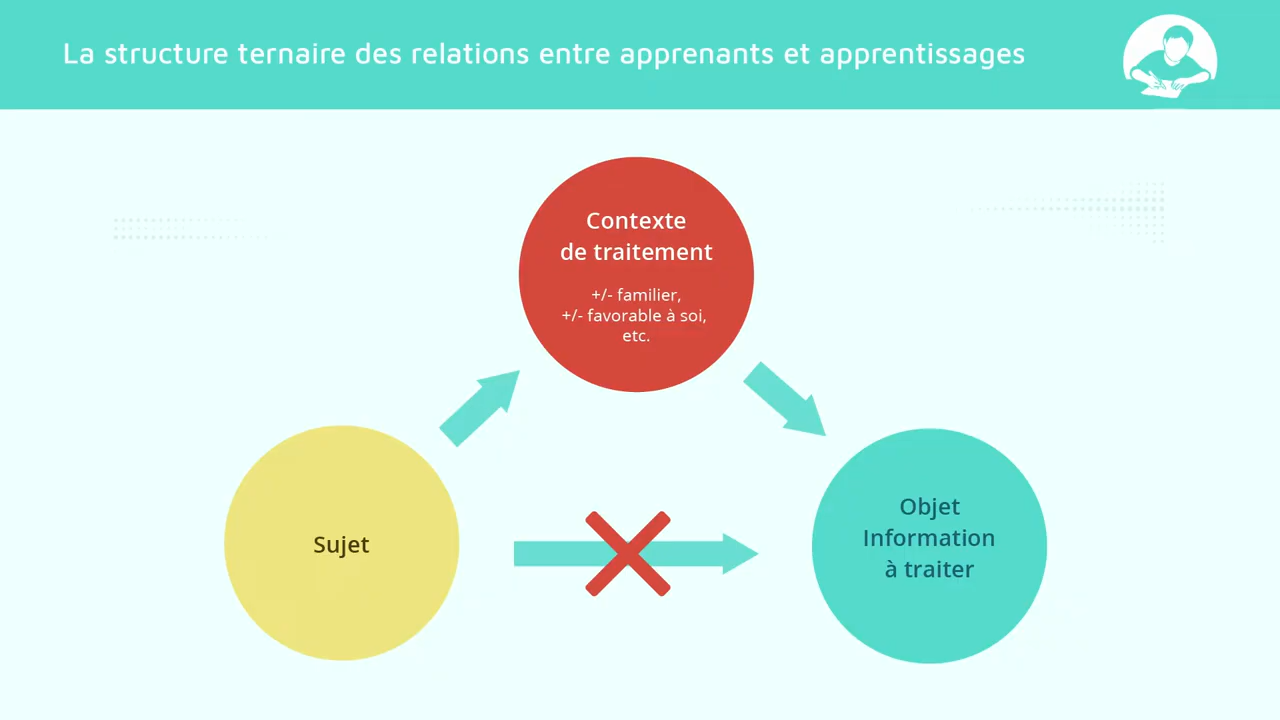 La structure ternaire des relations entre apprenants et apprentissages
Contexte
de traitement
+/- familier,
+/- favorable à soi,
etc.
Sujet
Objet
Information
à traiter